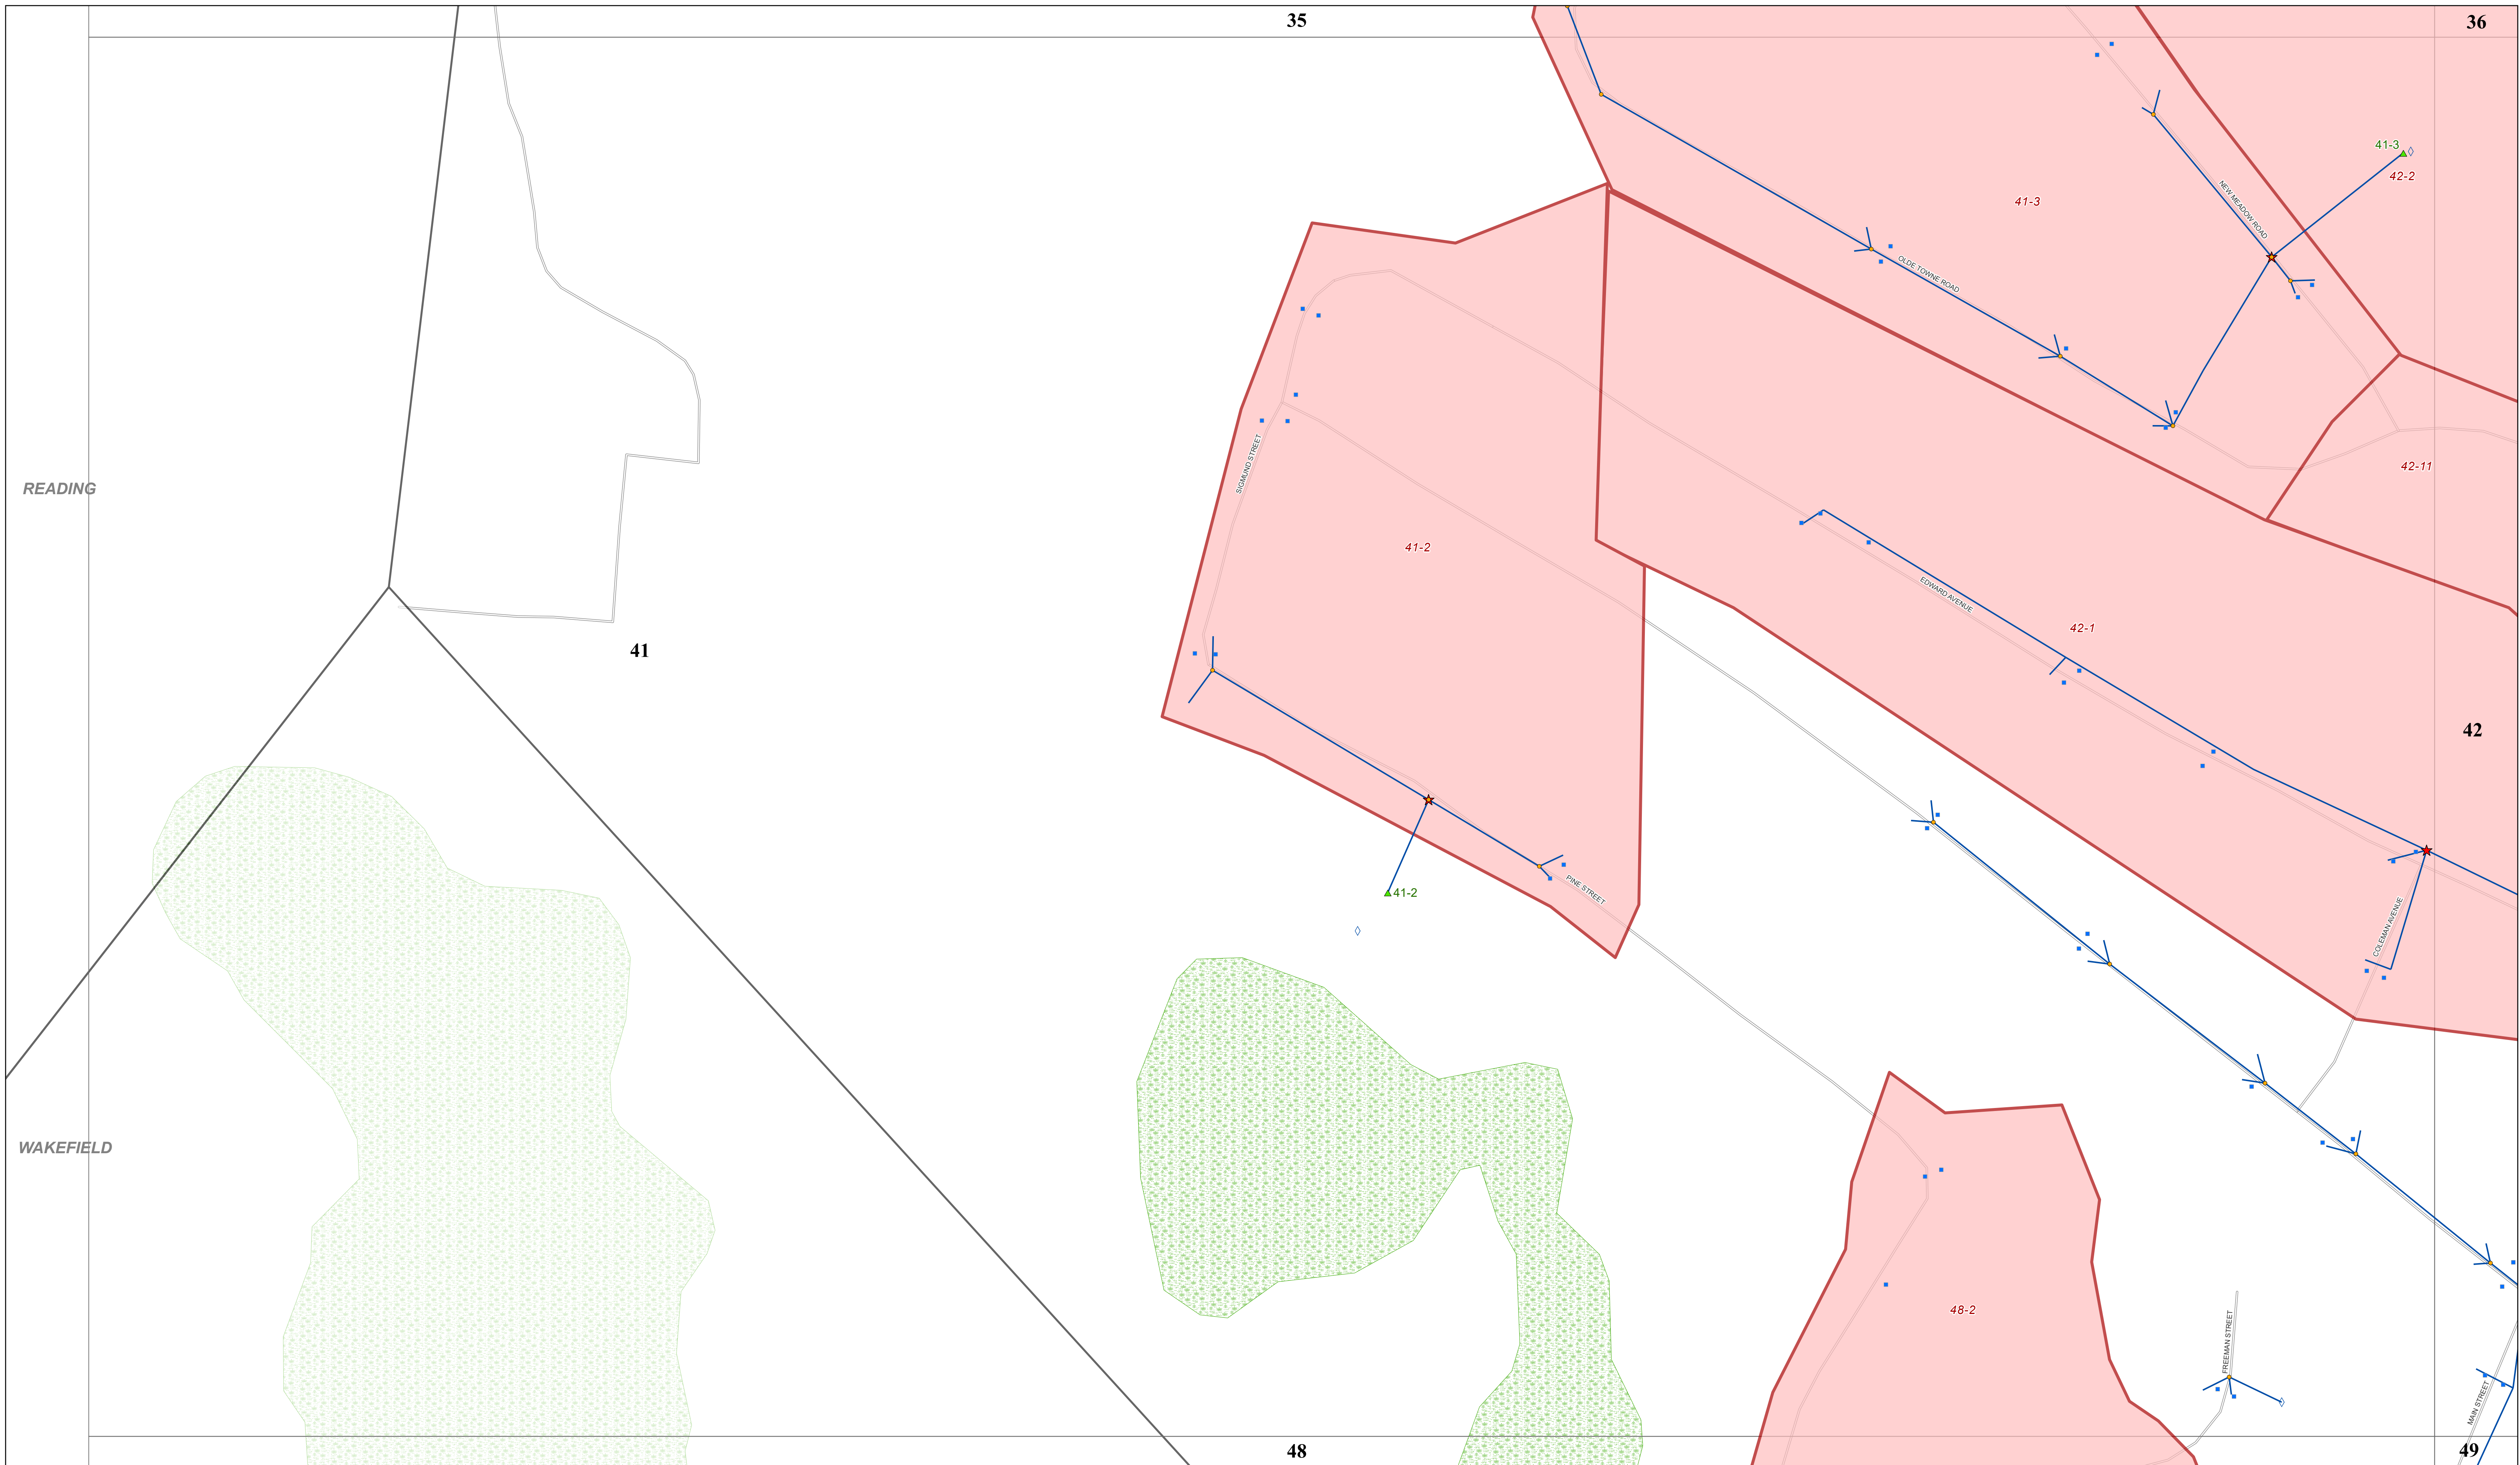 35
36
41-3
42-2
41-3
NEW MEADOW ROAD
OLDE TOWNE ROAD
SIGMUND STREET
42-11
READING
41-2
EDWARD AVENUE
42-1
41
42
41-2
PINE STREET
COLEMAN AVENUE
WAKEFIELD
48-2
FREEMAN STREET
MAIN STREET
48
49